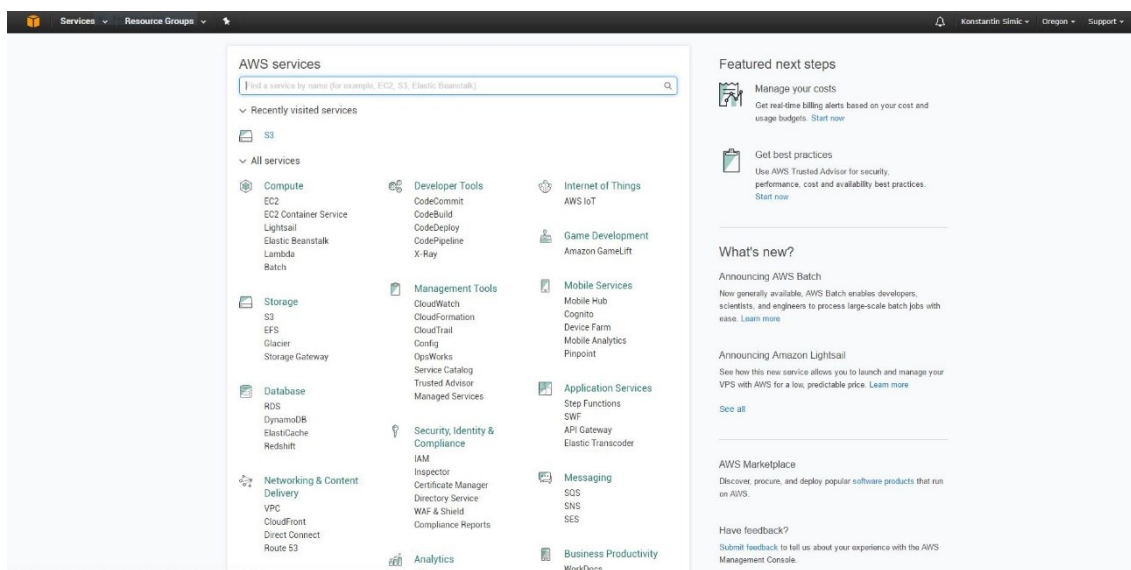 Services
Resource Groups
Konstantin Simic
Oregon
Support
AWS services
Find a service by name (for example, EC2, S3, Elastic Beanstalk)
Recently visited services
S3
All services
Compute
EC2
EC2 Container Service
Lightsail
Elastic Beanstalk
Lambda
Batch
Storage
S3
EFS
Glacier
Storage Gateway
Database
RDS
DynamoDB
ElastiCache
Redshift
Networking & Content
Delivery
VPC
CloudFront
Direct Connect
Route 53
Developer Tools
CodeCommit
CodeBuild
CodeDeploy
CodePipeline
X-Ray
Management Tools
CloudWatch
CloudFormation
CloudTrail
Config
OpsWorks
Service Catalog
Trusted Advisor
Managed Services
Security, Identity &
Compliance
IAM
Inspector
Certificate Manager
Directory Service
WAF & Shield
Compliance Reports
Analytics
Internet of Things
AWS IoT
Game Development
Amazon GameLift
Mobile Services
Mobile Hub
Cognito
Device Farm
Mobile Analytics
Pinpoint
Application Services
Step Functions
SWF
API Gateway
Elastic Transcoder
Messaging
SQS
SNS
SES
Business Productivity
WorkDocs
Featured next steps
Manage your costs
Get real-time billing alerts based on your cost and
usage budgets. Start now
Get best practices
Use AWS Trusted Advisor for security,
performance, cost and availability best practices.
Start now
What's new?
Announcing AWS Batch
Now generally available, AWS Batch enables developers,
scientists, and engineers to process large-scale batch jobs with
ease. Learn more
Announcing Amazon Lightsail
See how this new service allows you to launch and manage your
VPS with AWS for a low, predictable price. Learn more
See all
AWS Marketplace
Discover, procure, and deploy popular software products that run
on AWS.
Have feedback?
Submit feedback to tell us about your experience with the AWS
Management Console.